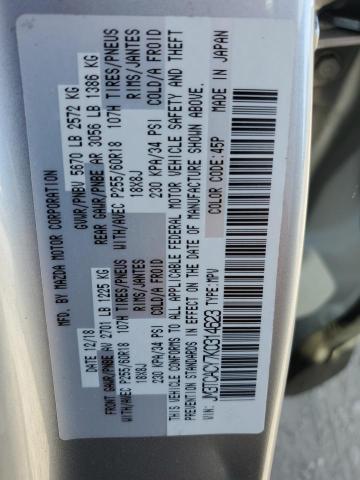 MFD. BY MAZDA MOTOR CORPORATION
DATE: 12/18 GVWR/PNBV 5670 LB 2572 KG
FRONT GAWR/PNBE AV 2701 LB 1225 KG REAR GAWR/PNBE AR 3056 LB 1386 KG
WITH/AVEC P255/60R18 107H TIRES/PNEUS WITH/AVEC P255/60R18 107H TIRES/PNEUS
18X8J RIMS/JANTES 18X8J RIMS/JANTES
230 KPA/34 PSI COLD/A FROID 230 KPA/34 PSI COLD/A FROID
THIS VEHICLE CONFORMS TO ALL APPLICABLE FEDERAL MOTOR VEHICLE SAFETY AND THEFT
PREVENTION STANDARDS IN EFFECT ON THE DATE OF MANUFACTURE SHOWN ABOVE.
VIN: JM3TCACY7K0314623 TYPE: MPV COLOR CODE: 45P MADE IN JAPAN